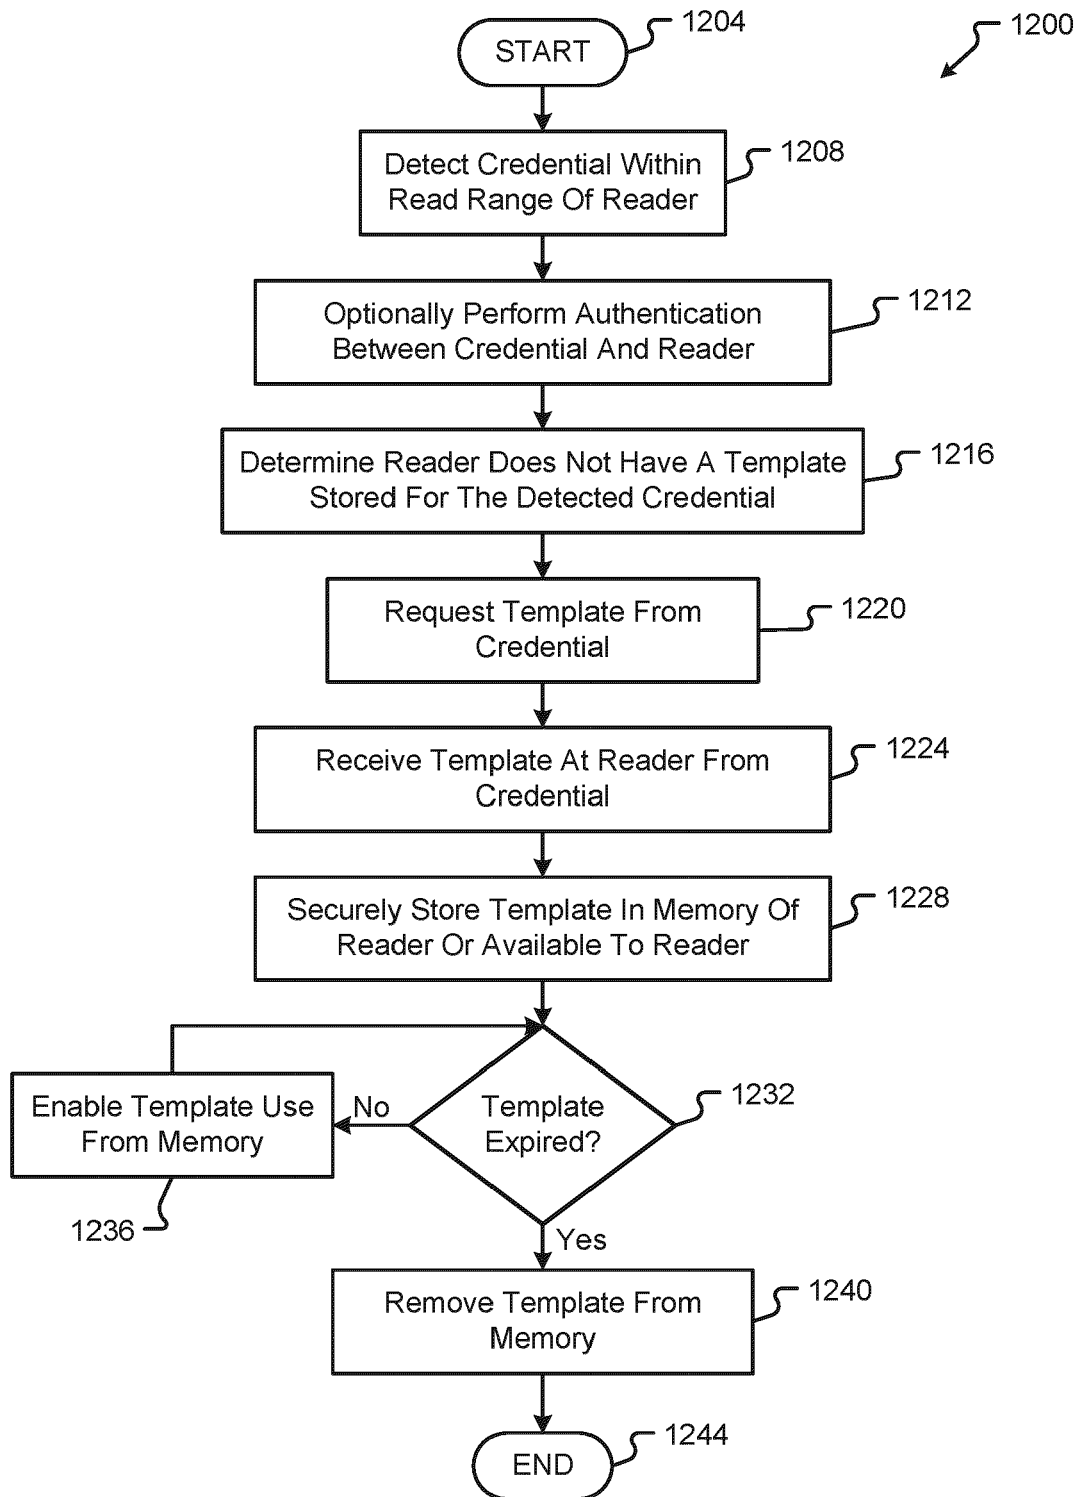 1200
START
1204
Detect Credential Within
Read Range Of Reader
1208
Optionally Perform Authentication
Between Credential And Reader
1212
Determine Reader Does Not Have A Template
Stored For The Detected Credential
1216
Request Template From
Credential
1220
Receive Template At Reader From
Credential
1224
Securely Store Template In Memory Of
Reader Or Available To Reader
1228
Template
Expired?
1232
No
Enable Template Use
From Memory
1236
Yes
Remove Template From
Memory
1240
END
1244